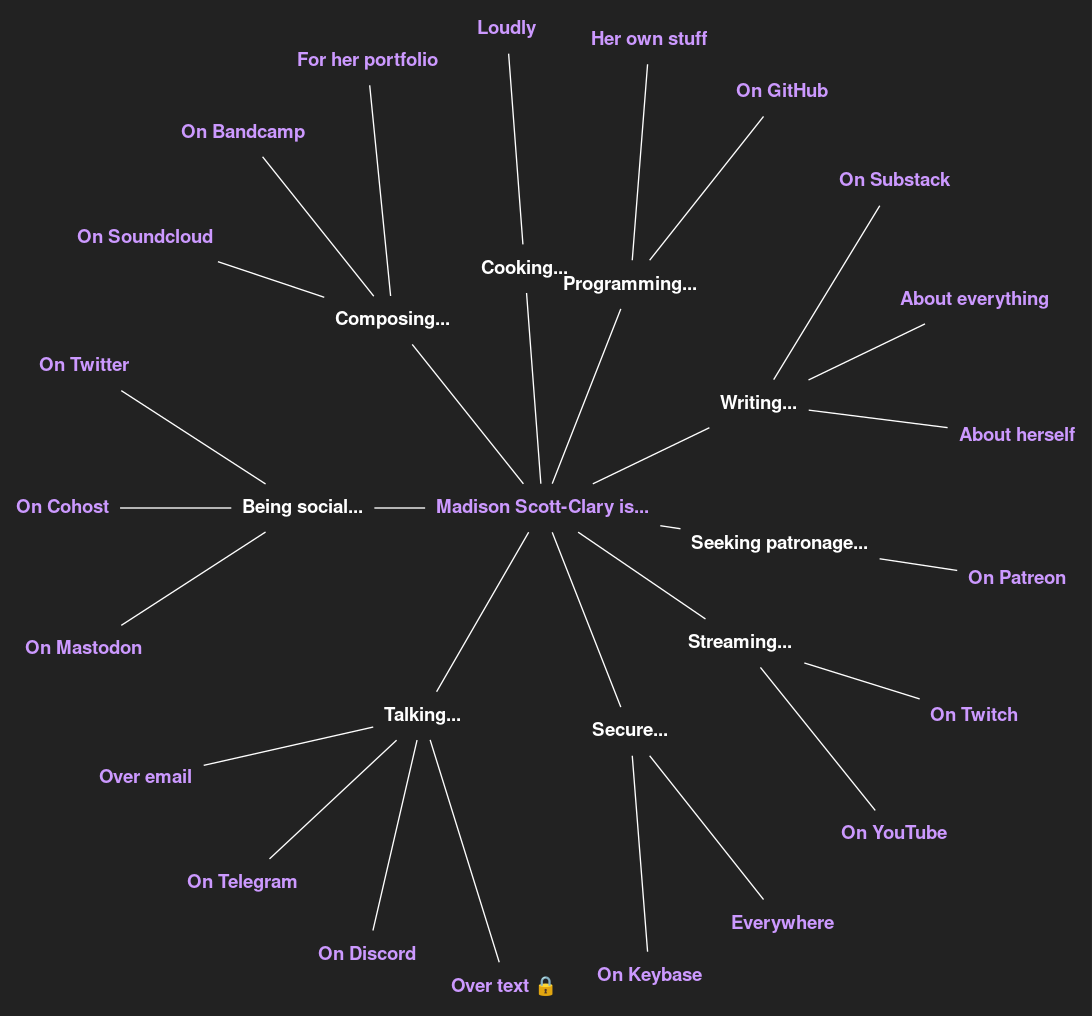 Loudly
Her own stuff
For her portfolio
On GitHub
On Bandcamp
On Substack
On Soundcloud
Cooking...
Programming...
About everything
Composing...
On Twitter
Writing...
About herself
On Cohost
Being social...
Madison Scott-Clary is...
Seeking patronage...
On Patreon
Streaming...
On Mastodon
Talking...
On Twitch
Secure...
Over email
On YouTube
On Telegram
Everywhere
On Discord
On Keybase
Over text 🔒